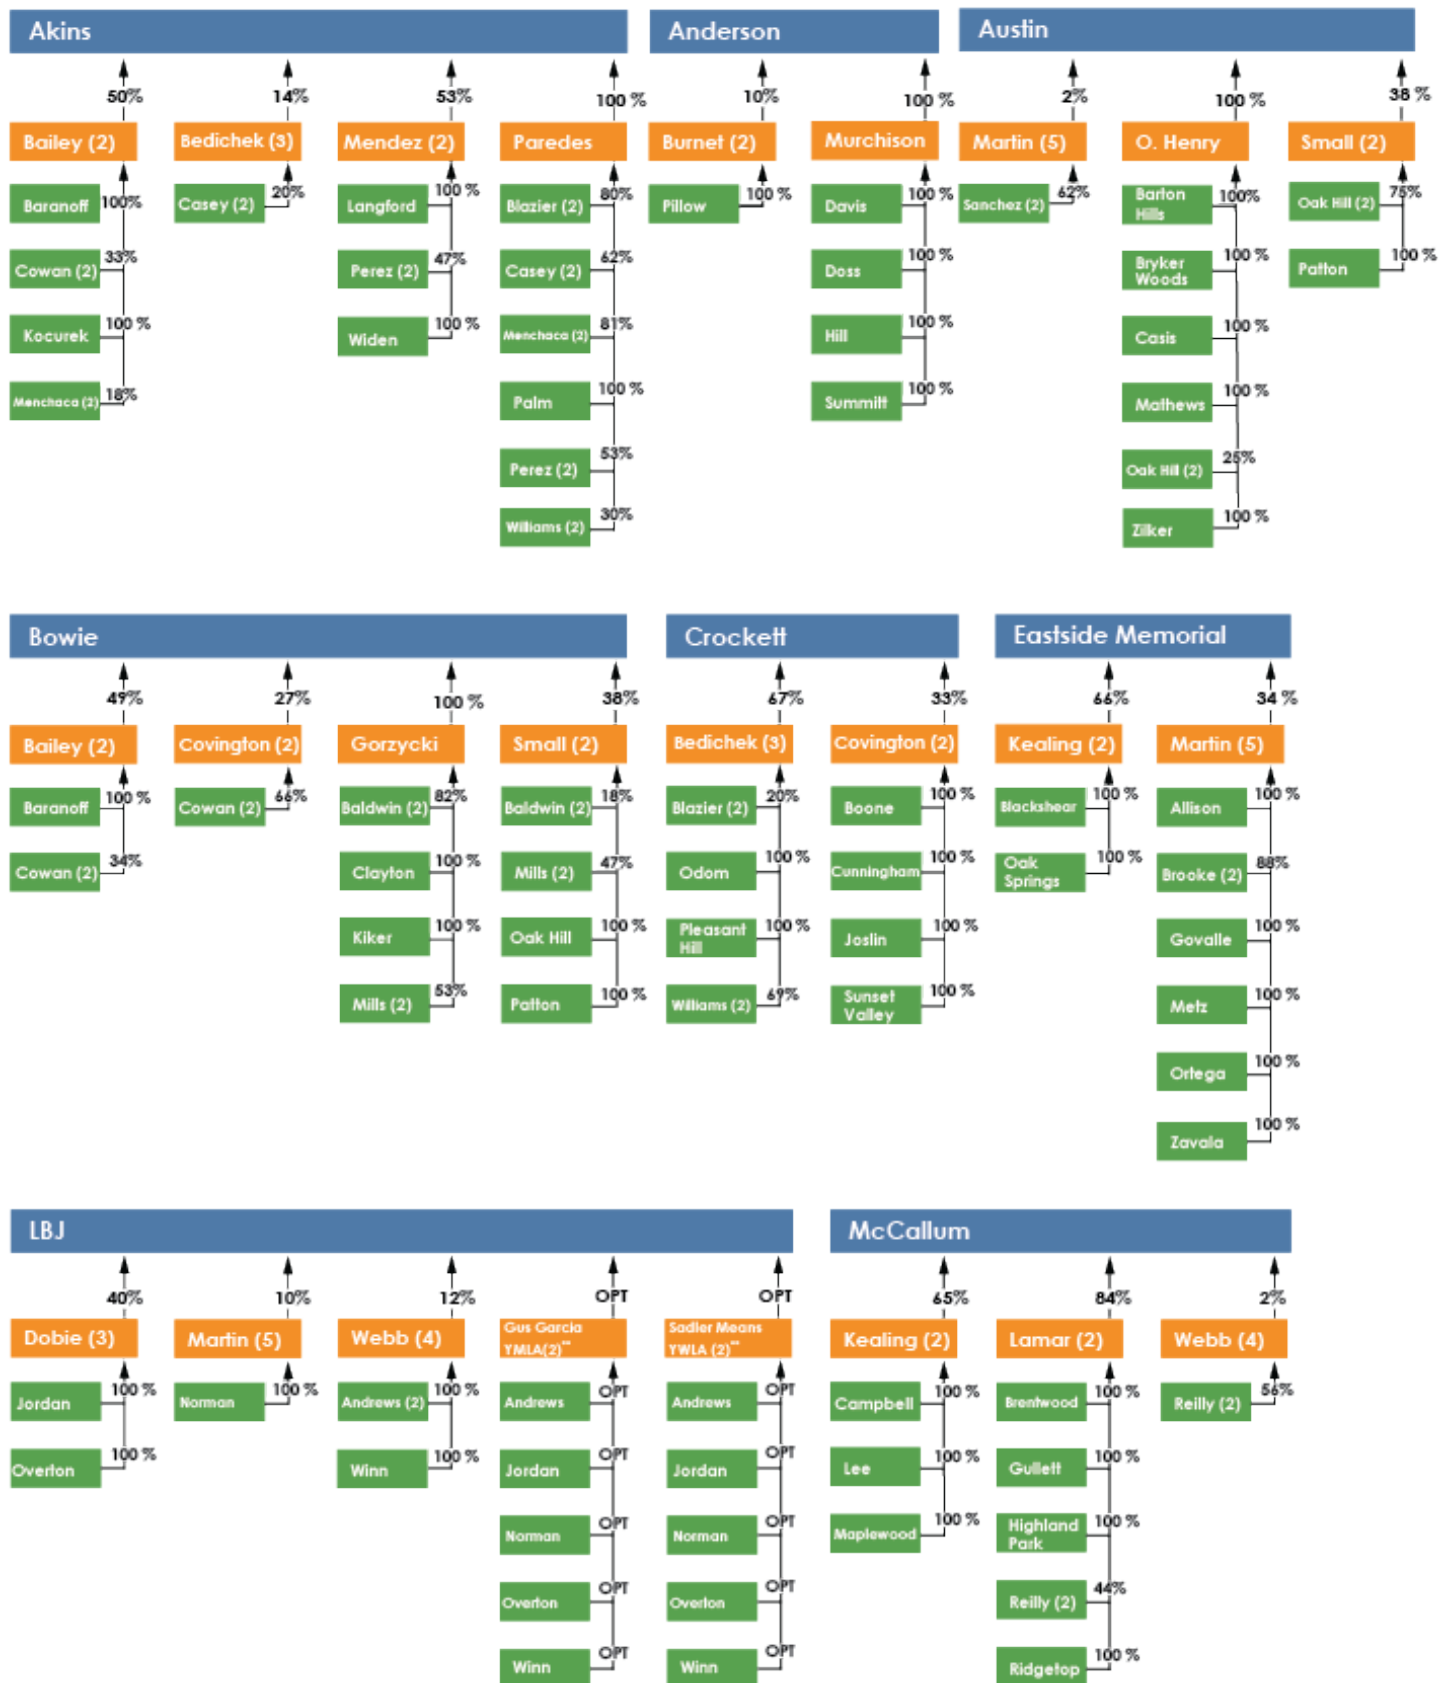 Akins
Anderson
Austin
50%
14%
53%
100 %
10%
100 %
2%
100 %
38 %
Bailey (2)
Bedichek (3)
Mendez (2)
Paredes
Burnet (2)
Murchison
Martin (5)
O. Henry
Small (2)
Baranoff
100%
Casey (2)
20%
Langford
100 %
Blazier (2)
80%
Pillow
100 %
Davis
100 %
Sanchez (2)
62%
Barton
Hills
100%
Oak Hill (2)
75%
Cowan (2)
33%
Perez (2)
47%
Casey (2)
62%
Doss
100 %
Bryker
Woods
100 %
Patton
100 %
Kocurek
100 %
Widen
100 %
Menchaca (2)
81%
Hill
100 %
Casis
100 %
Menchaca (2)
18%
Palm
100 %
Summitt
100 %
Mathews
100 %
Perez (2)
53%
Oak Hill (2)
25%
Williams (2)
30%
Zilker
100 %
Bowie
Crockett
Eastside Memorial
49%
27%
100 %
38%
67%
33%
66%
34 %
Bailey (2)
Covington (2)
Gorzycki
Small (2)
Bedichek (3)
Covington (2)
Kealing (2)
Martin (5)
Baranoff
100 %
Cowan (2)
66%
Baldwin (2)
82%
Baldwin (2)
18%
Blazier (2)
20%
Boone
100 %
Blackshear
100 %
Allison
100 %
Cowan (2)
34%
Clayton
100 %
Mills (2)
47%
Odom
100 %
Cunningham
100 %
Oak
Springs
100 %
Brooke (2)
88%
Kiker
100 %
Oak Hill
100 %
Pleasant
Hill
100 %
Joslin
100 %
Govalle
100 %
Mills (2)
53%
Patton
100 %
Williams (2)
69%
Sunset
Valley
100 %
Metz
100 %
Ortega
100 %
Zavala
100 %
LBJ
McCallum
40%
10%
12%
OPT
OPT
65%
84%
2%
Dobie (3)
Martin (5)
Webb (4)
Gus Garcia
YMLA(2)**
Sadler Means
YWLA (2)**
Kealing (2)
Lamar (2)
Webb (4)
Jordan
100 %
Norman
100 %
Andrews (2)
100 %
Andrews
OPT
Andrews
OPT
Campbell
100 %
Brentwood
100 %
Reilly (2)
56%
Overton
100 %
Winn
100 %
Jordan
OPT
Jordan
OPT
Lee
100 %
Gullett
100 %
Norman
OPT
Norman
OPT
Maplewood
100 %
Highland
Park
100 %
Overton
OPT
Overton
OPT
Reilly (2)
44%
Winn
OPT
Winn
OPT
Ridgetop
100 %